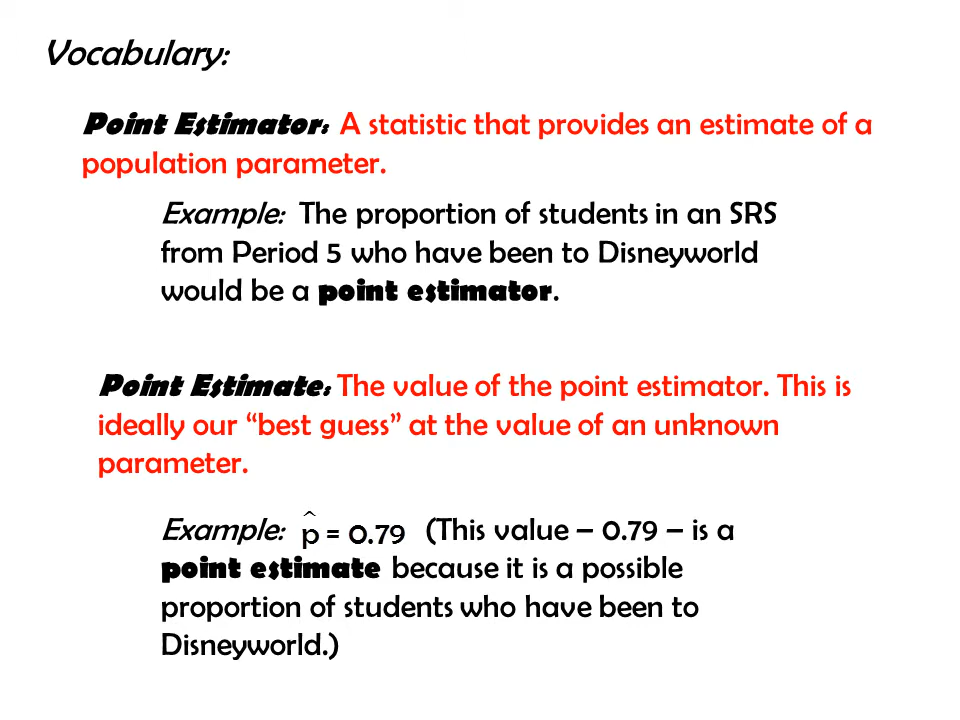 Vocabulary:
Point Estimator: A statistic that provides an estimate of a
population parameter.
Example: The proportion of students in an SRS
from Period 5 who have been to Disneyworld
would be a point estimator.
Point Estimate: The value of the point estimator. This is
ideally our “best guess” at the value of an unknown
parameter.
Example: p̂ = 0.79 (This value – 0.79 – is a
point estimate because it is a possible
proportion of students who have been to
Disneyworld.)